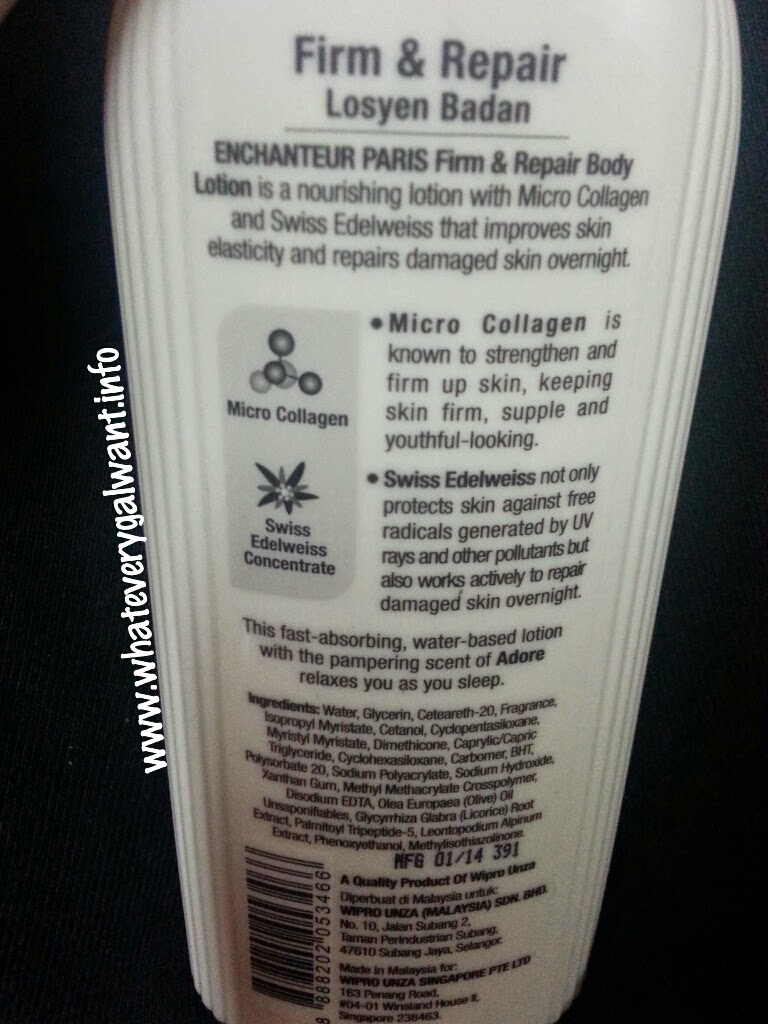 Firm & Repair
Losyen Badan
ENCHANTEUR PARIS Firm & Repair Body
Lotion is a nourishing lotion with Micro Collagen
and Swiss Edelweiss that improves skin
elasticity and repairs damaged skin overnight.
Micro Collagen
Swiss
Edelweiss
Concentrate
• Micro Collagen is
known to strengthen and
firm up skin, keeping
skin firm, supple and
youthful-looking.
• Swiss Edelweiss not only
protects skin against free
radicals generated by UV
rays and other pollutants but
also works actively to repair
damaged skin overnight.
This fast-absorbing, water-based lotion
with the pampering scent of Adore
relaxes you as you sleep.
Ingredients: Water, Glycerin, Ceteareth-20, Fragrance,
Isopropyl Myristate, Cetanol, Cyclopentasiloxane,
Myristyl Myristate, Dimethicone, Caprylic/Capric
Triglyceride, Cyclohexasiloxane, Carbomer, BHT,
Polysorbate 20, Sodium Polyacrylate, Sodium Hydroxide,
Xanthan Gum, Methyl Methacrylate Crosspolymer,
Disodium EDTA, Olea Europaea (Olive) Oil
Unsaponifiables, Glycyrrhiza Glabra (Licorice) Root
Extract, Palmitoyl Tripeptide-5, Leontopodium Alpinum
Extract, Phenoxyethanol, Methylisothiazolinone.
MFG 01/14 391
A Quality Product Of Wipro Unza
Diperbuat di Malaysia untuk:
WIPRO UNZA (MALAYSIA) SDN. BHD.
No. 10, Jalan Subang 2,
Taman Perindustrian Subang,
47610 Subang Jaya, Selangor.
Made in Malaysia for:
WIPRO UNZA SINGAPORE PTE LTD
163 Penang Road,
#04-01 Winsland House II,
Singapore 238463.
8 888202 053466
www.whateverygalwant.info